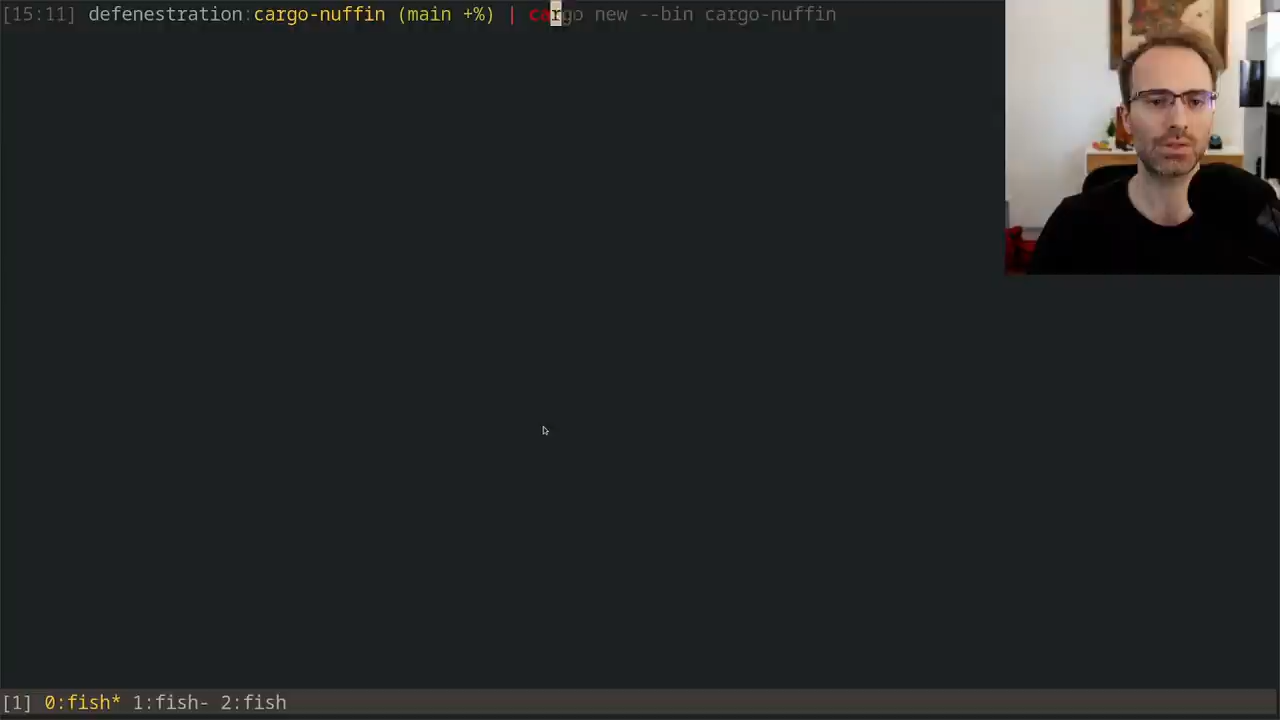 [15:11] defenestration:cargo-nuffin (main +%) | cargo new --bin cargo-nuffin
[1] 0:fish* 1:fish- 2:fish